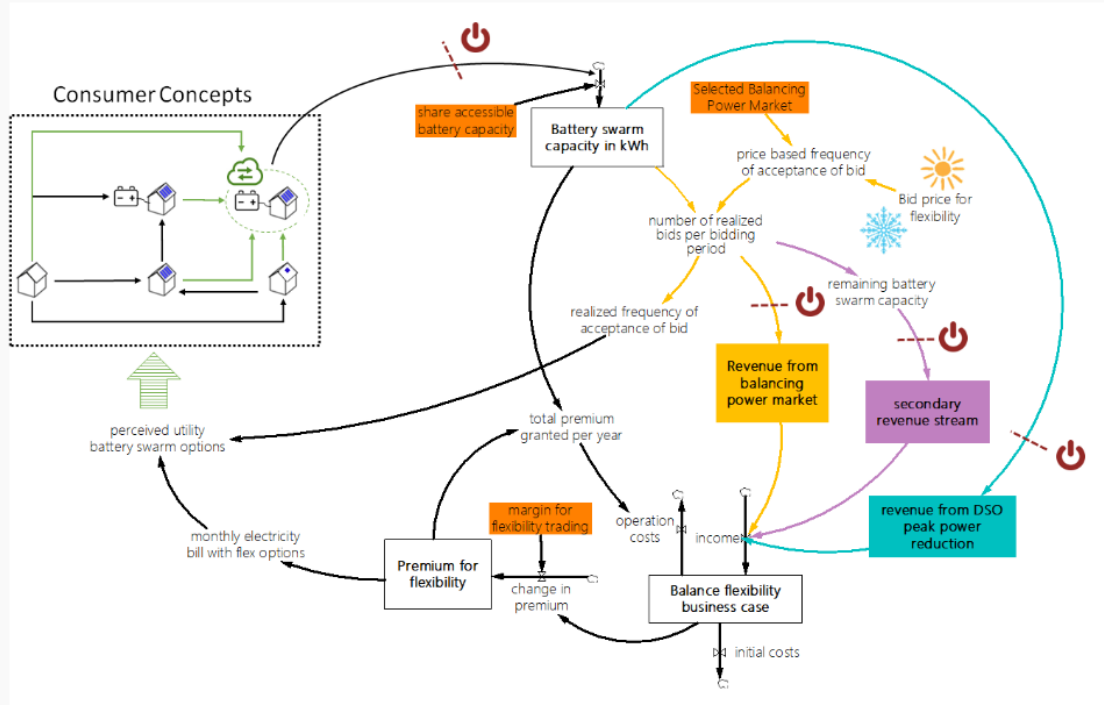 Consumer Concepts
share accessible
battery capacity
Battery swarm
capacity in kWh
Selected Balancing
Power Market
price based frequency
of acceptance of bid
Bid price for
flexibility
number of realized
bids per bidding
period
remaining battery
swarm capacity
realized frequency of
acceptance of bid
Revenue from
balancing
power market
secondary
revenue stream
perceived utility
battery swarm options
total premium
granted per year
margin for
flexibility trading
operation
costs
income
revenue from DSO
peak power
reduction
monthly electricity
bill with flex options
Premium for
flexibility
change in
premium
Balance flexibility
business case
initial costs